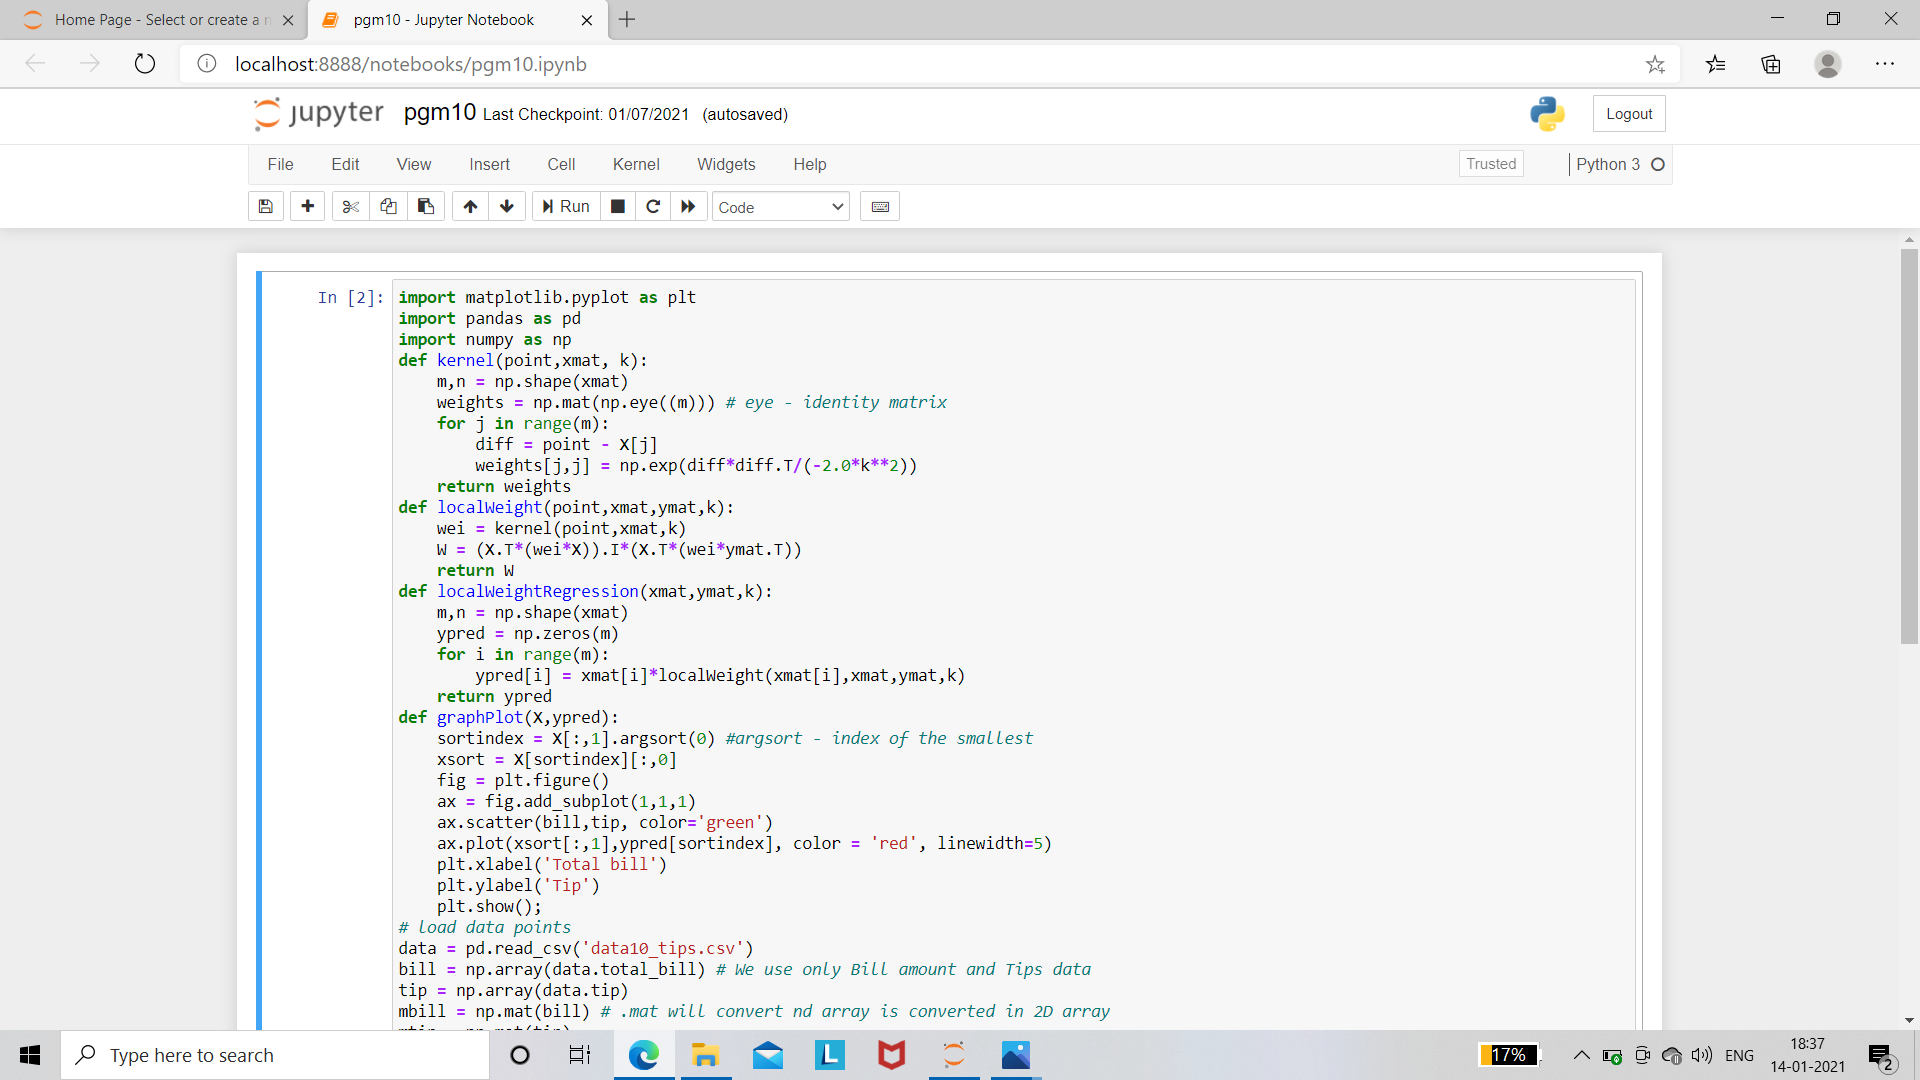 Home Page - Select or create a n
pgm10 - Jupyter Notebook
localhost:8888/notebooks/pgm10.ipynb
jupyter pgm10 Last Checkpoint: 01/07/2021 (autosaved)
Logout
File Edit View Insert Cell Kernel Widgets Help
Trusted
Python 3
Run
Code
In [2]:
import matplotlib.pyplot as plt
import pandas as pd
import numpy as np
def kernel(point,xmat, k):
    m,n = np.shape(xmat)
    weights = np.mat(np.eye((m))) # eye - identity matrix
    for j in range(m):
        diff = point - X[j]
        weights[j,j] = np.exp(diff*diff.T/(-2.0*k**2))
    return weights
def localWeight(point,xmat,ymat,k):
    wei = kernel(point,xmat,k)
    W = (X.T*(wei*X)).I*(X.T*(wei*ymat.T))
    return W
def localWeightRegression(xmat,ymat,k):
    m,n = np.shape(xmat)
    ypred = np.zeros(m)
    for i in range(m):
        ypred[i] = xmat[i]*localWeight(xmat[i],xmat,ymat,k)
    return ypred
def graphPlot(X,ypred):
    sortindex = X[:,1].argsort(0) #argsort - index of the smallest
    xsort = X[sortindex][:,0]
    fig = plt.figure()
    ax = fig.add_subplot(1,1,1)
    ax.scatter(bill,tip, color='green')
    ax.plot(xsort[:,1],ypred[sortindex], color = 'red', linewidth=5)
    plt.xlabel('Total bill')
    plt.ylabel('Tip')
    plt.show();
# load data points
data = pd.read_csv('data10_tips.csv')
bill = np.array(data.total_bill) # We use only Bill amount and Tips data
tip = np.array(data.tip)
mbill = np.mat(bill) # .mat will convert nd array is converted in 2D array
Type here to search
L
17%
ENG
18:37
14-01-2021
2